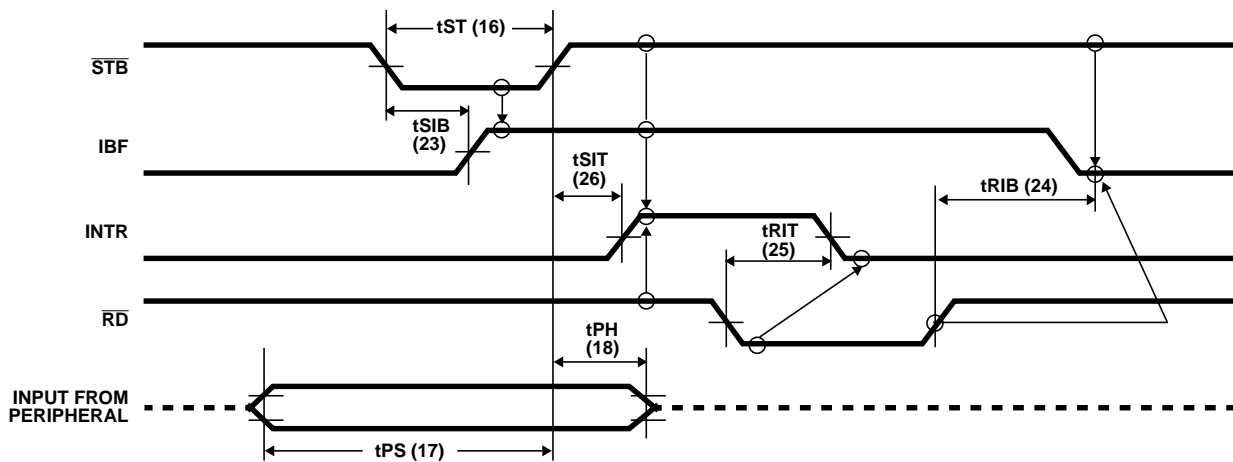 tST (16)
STB
tSIB
(23)
IBF
tSIT
(26)
tRIB (24)
INTR
tRIT
(25)
RD
tPH
(18)
INPUT FROM
PERIPHERAL
tPS (17)